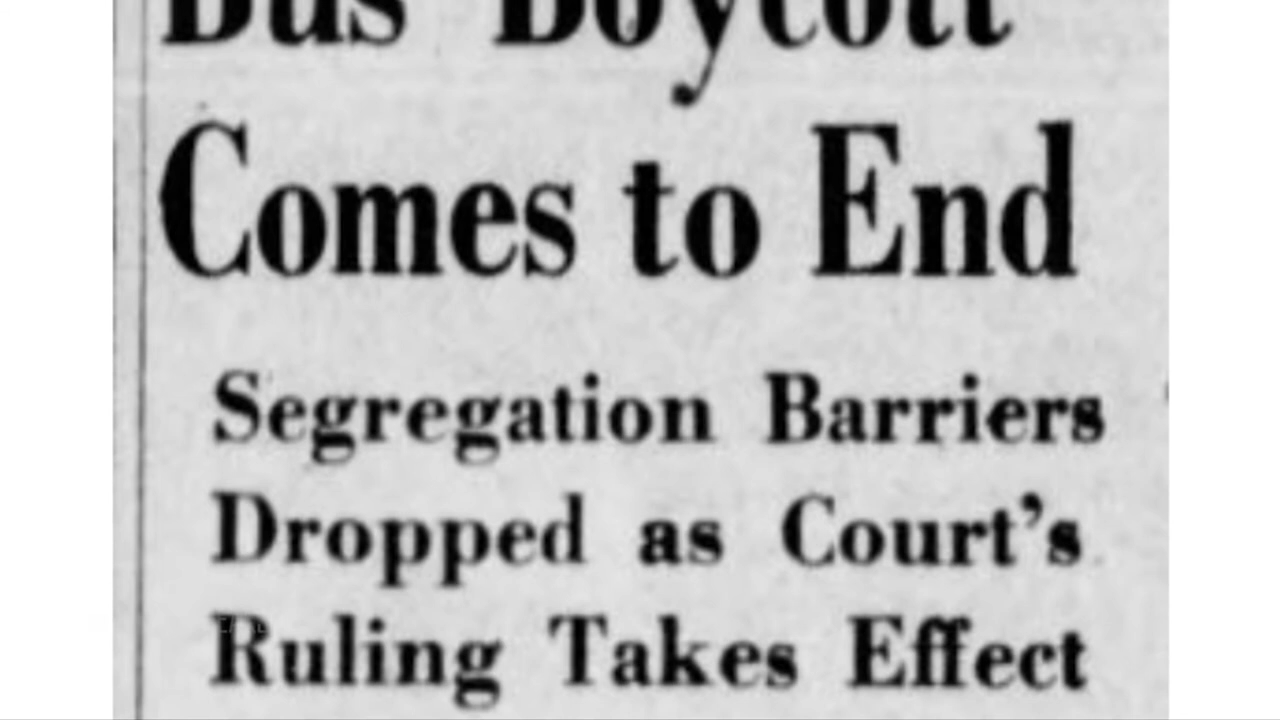 Bus Boycott
Comes to End
Segregation Barriers
Dropped as Court's
Ruling Takes Effect